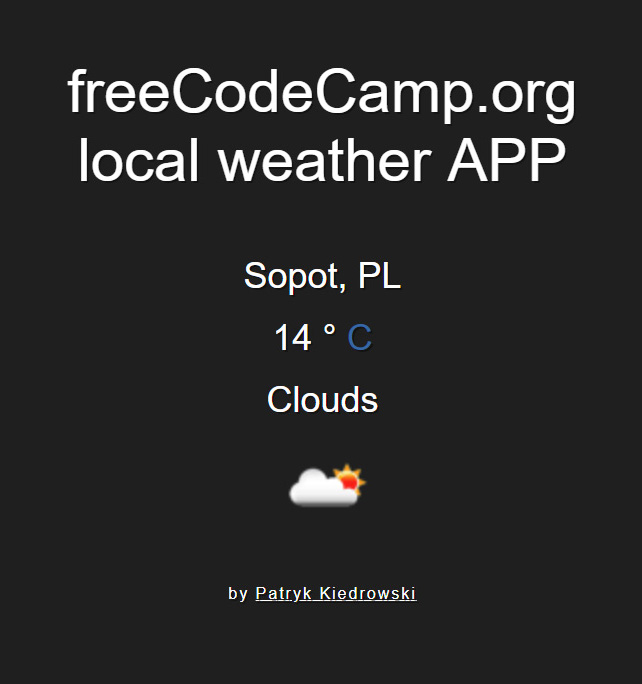 freeCodeCamp.org
local weather APP
Sopot, PL
14 ° C
Clouds
by Patryk Kiedrowski